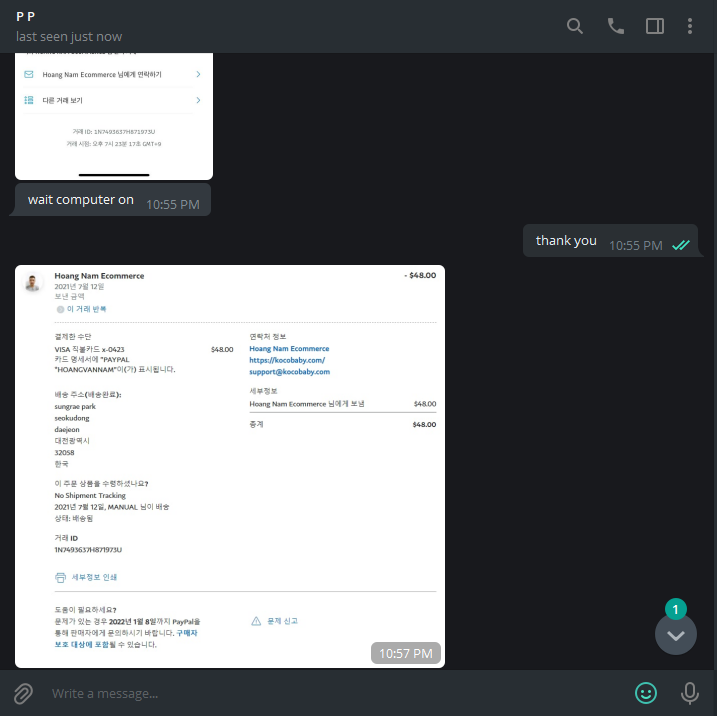 P P
last seen just now
Hoang Nam Ecommerce 님에게 연락하기
다른 거래 보기
거래 ID: 1N7493637H871973U
거래 시점: 오후 7시 23분 17초 GMT+9
wait computer on
10:55 PM
thank you
10:55 PM
Hoang Nam Ecommerce
- $48.00
2021년 7월 12일
보낸 금액
이 거래 반복
결제한 수단
VISA 직불카드 x-0423
$48.00
카드 명세서에 "PAYPAL
"HOANGVANNAM"이(가) 표시됩니다.
배송 주소(배송완료):
sungrae park
seokudong
daejeon
대전광역시
32058
한국
이 주문 상품을 수령하셨나요?
No Shipment Tracking
2021년 7월 12일, MANUAL 님이 배송
상태: 배송됨
거래 ID
1N7493637H871973U
연락처 정보
Hoang Nam Ecommerce
https://kocobaby.com/
support@kocobaby.com
세부정보
Hoang Nam Ecommerce 님에게 보냄
$48.00
총계
$48.00
세부정보 인쇄
도움이 필요하세요?
문제가 있는 경우 2022년 1월 8일까지 PayPal을
통해 판매자에게 문의하시기 바랍니다. 구매자
보호 대상에 포함될 수 있습니다.
문제 신고
10:57 PM
1
Write a message...